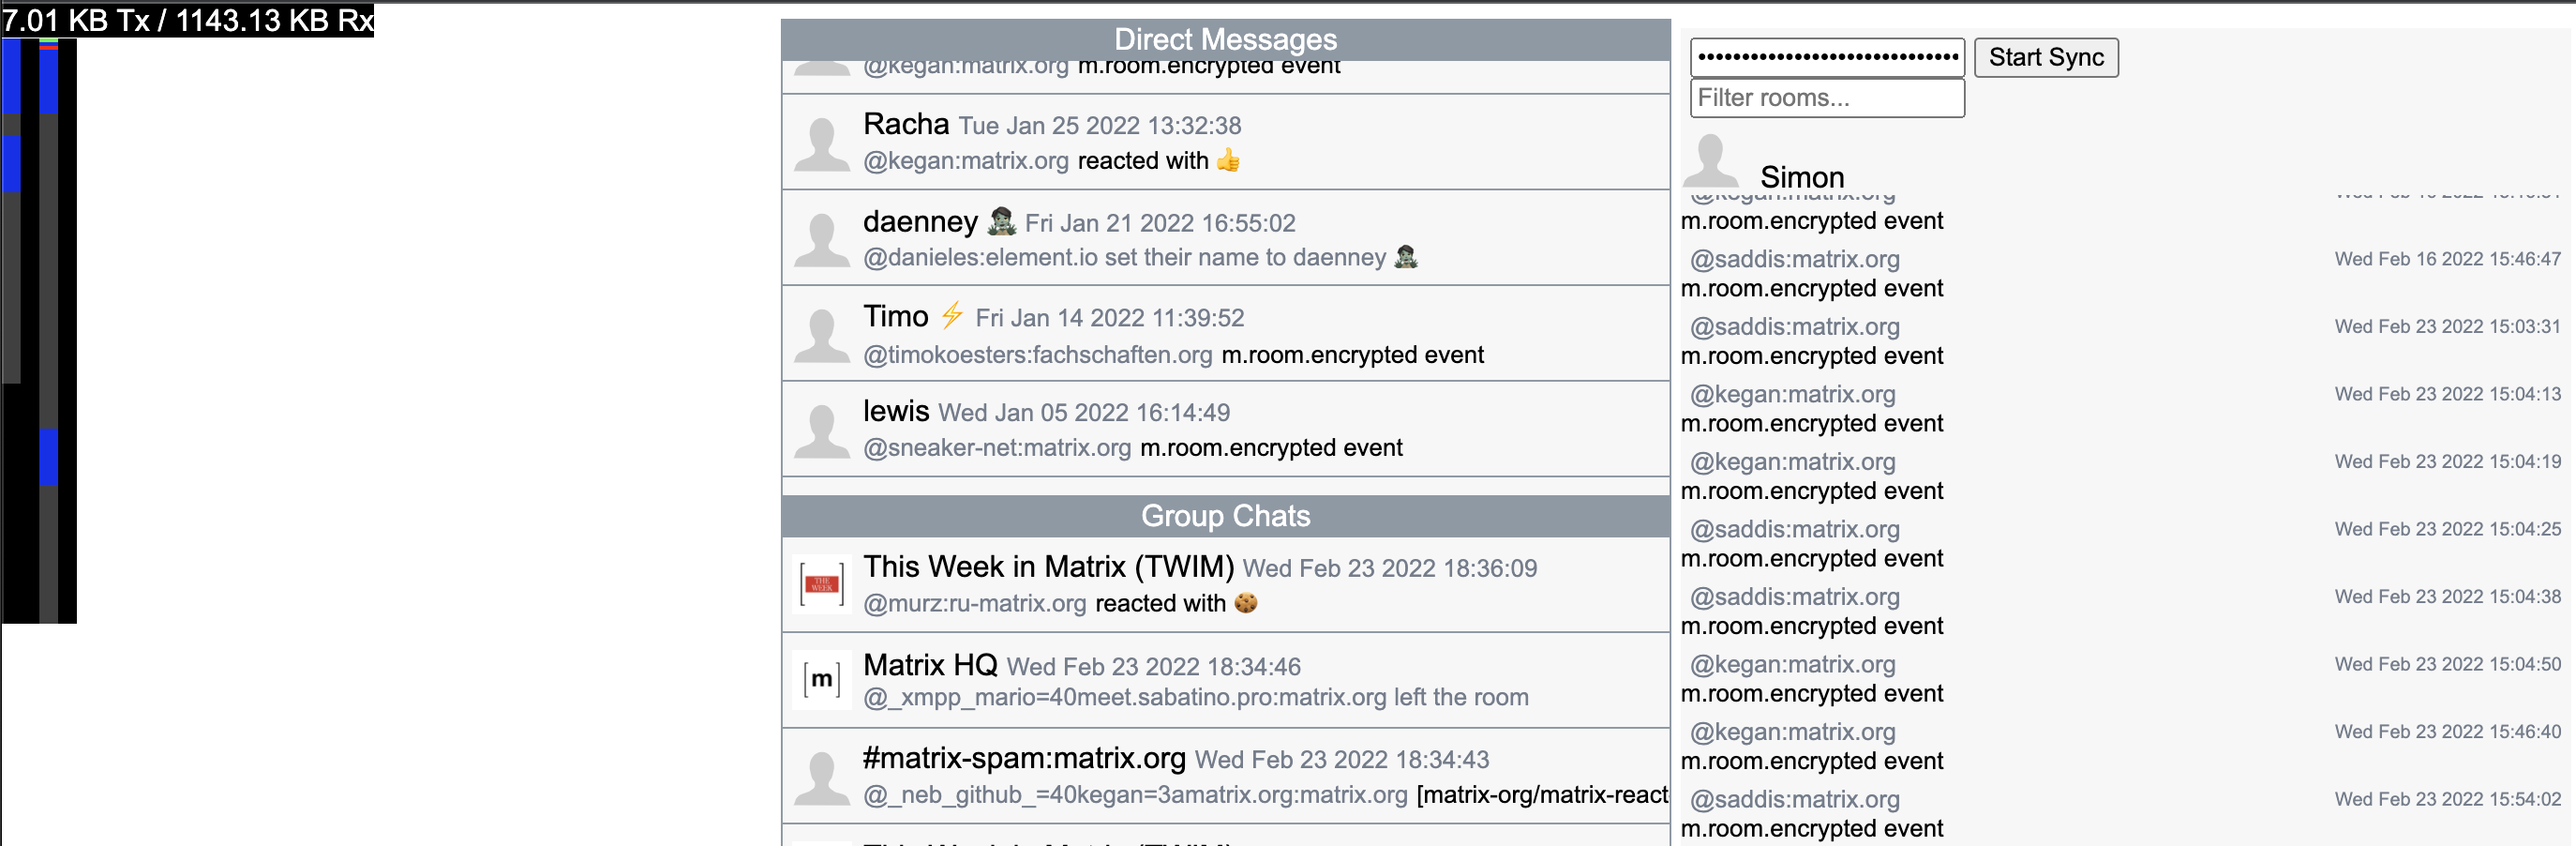 7.01 KB Tx / 1143.13 KB Rx
Direct Messages
@kegan:matrix.org m.room.encrypted event
Racha Tue Jan 25 2022 13:32:38
@kegan:matrix.org reacted with 👍
daenney 🧟 Fri Jan 21 2022 16:55:02
@danieles:element.io set their name to daenney 🧟
Timo ⚡ Fri Jan 14 2022 11:39:52
@timokoesters:fachschaften.org m.room.encrypted event
lewis Wed Jan 05 2022 16:14:49
@sneaker-net:matrix.org m.room.encrypted event
Group Chats
THE
WEEK
This Week in Matrix (TWIM) Wed Feb 23 2022 18:36:09
@murz:ru-matrix.org reacted with 🍪
[m]
Matrix HQ Wed Feb 23 2022 18:34:46
@_xmpp_mario=40meet.sabatino.pro:matrix.org left the room
#matrix-spam:matrix.org Wed Feb 23 2022 18:34:43
@_neb_github_=40kegan=3amatrix.org:matrix.org [matrix-org/matrix-react
This Week in Matrix (TWIM)
Start Sync
Filter rooms...
Simon
@kegan:matrix.org
m.room.encrypted event
@saddis:matrix.org Wed Feb 16 2022 15:46:47
m.room.encrypted event
@saddis:matrix.org Wed Feb 23 2022 15:03:31
m.room.encrypted event
@kegan:matrix.org Wed Feb 23 2022 15:04:13
m.room.encrypted event
@kegan:matrix.org Wed Feb 23 2022 15:04:19
m.room.encrypted event
@saddis:matrix.org Wed Feb 23 2022 15:04:25
m.room.encrypted event
@saddis:matrix.org Wed Feb 23 2022 15:04:38
m.room.encrypted event
@kegan:matrix.org Wed Feb 23 2022 15:04:50
m.room.encrypted event
@kegan:matrix.org Wed Feb 23 2022 15:46:40
m.room.encrypted event
@saddis:matrix.org Wed Feb 23 2022 15:54:02
m.room.encrypted event